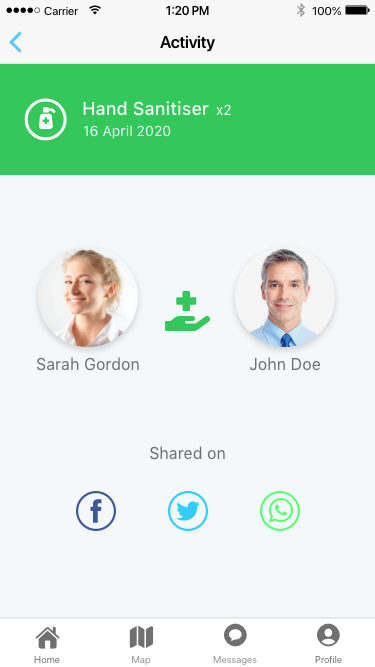 Carrier 1:20 PM 100%
Activity
Hand Sanitiser x2
16 April 2020
Sarah Gordon John Doe
Shared on
Home Map Messages Profile